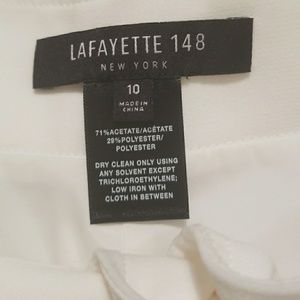 LAFAYETTE 148
NEW YORK
10
MADE IN
CHINA
71%ACETATE/ACÉTATE
29%POLYESTER/
POLYESTER
DRY CLEAN ONLY USING
ANY SOLVENT EXCEPT
TRICHLOROETHYLENE;
LOW IRON WITH
CLOTH IN BETWEEN